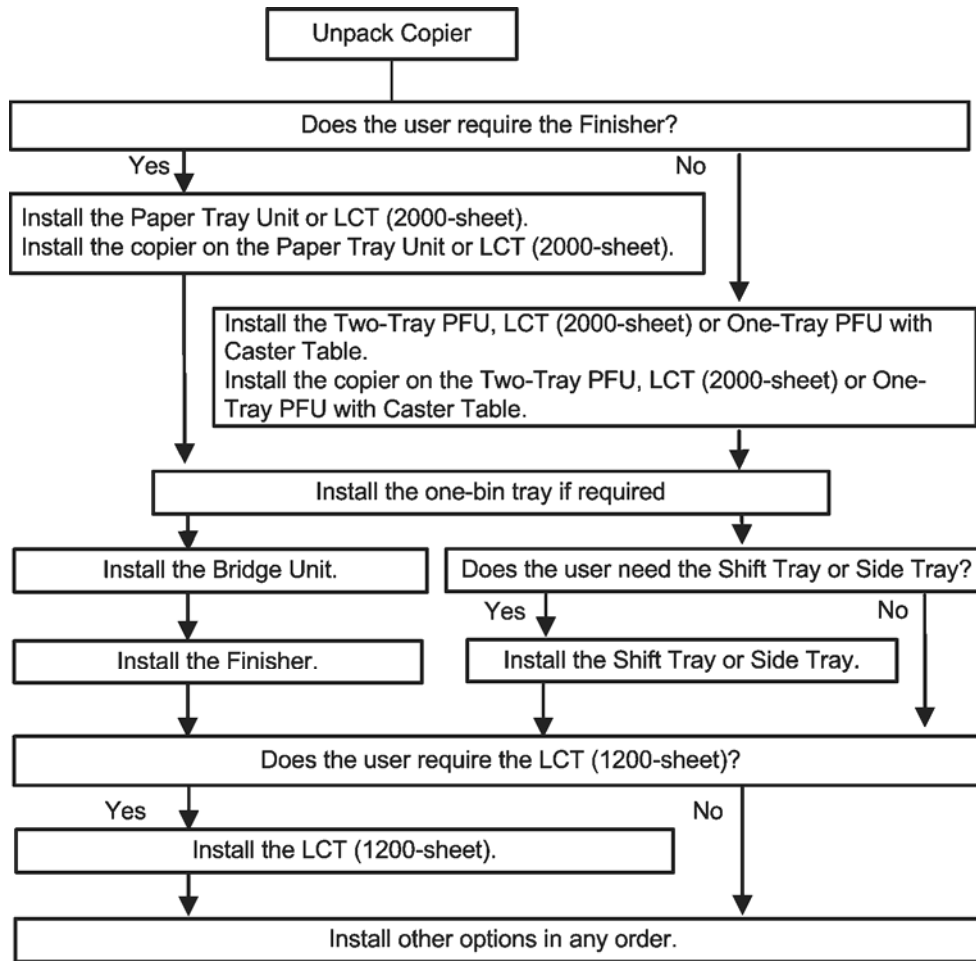 Unpack Copier
Does the user require the Finisher?
Yes
No
Install the Paper Tray Unit or LCT (2000-sheet).
Install the copier on the Paper Tray Unit or LCT (2000-sheet).
Install the Two-Tray PFU, LCT (2000-sheet) or One-Tray PFU with
Caster Table.
Install the copier on the Two-Tray PFU, LCT (2000-sheet) or One-
Tray PFU with Caster Table.
Install the one-bin tray if required
Install the Bridge Unit.
Does the user need the Shift Tray or Side Tray?
Yes
No
Install the Finisher.
Install the Shift Tray or Side Tray.
Does the user require the LCT (1200-sheet)?
Yes
No
Install the LCT (1200-sheet).
Install other options in any order.